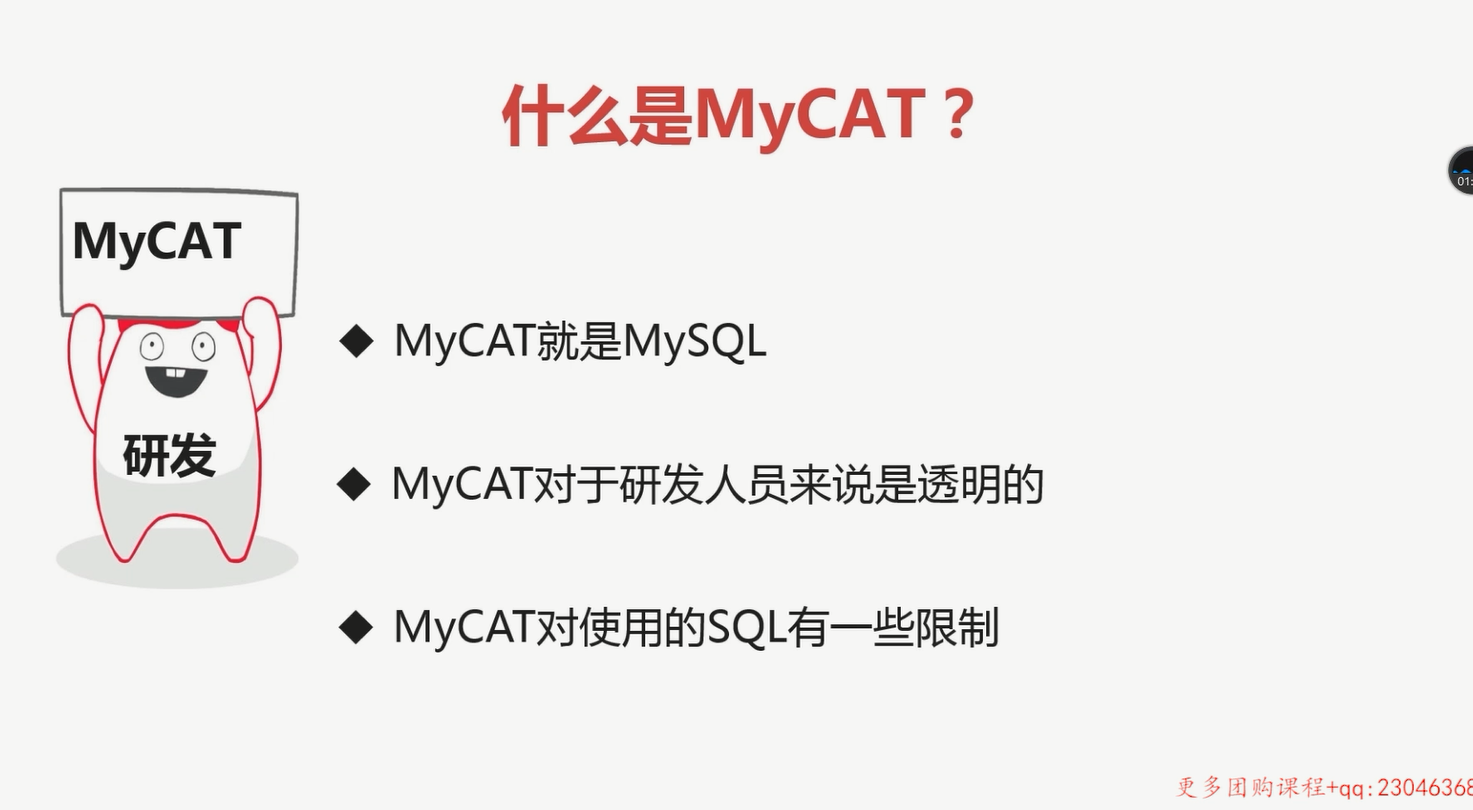 什么是MyCAT？
MyCAT
研发
◆ MyCAT就是MySQL
◆ MyCAT对于研发人员来说是透明的
◆ MyCAT对使用的SQL有一些限制
01:
更多团购课程+qq:23046368